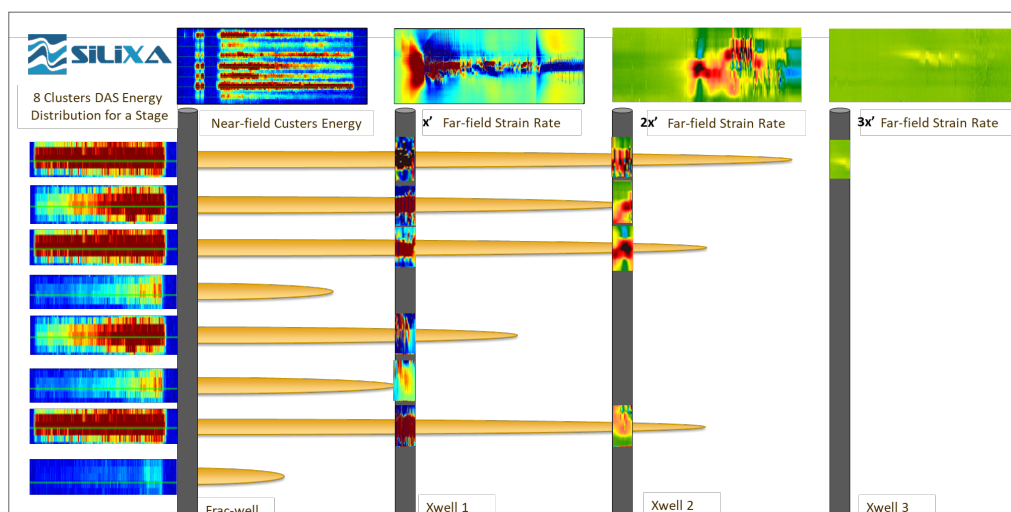 SILIXA
8 Clusters DAS Energy
Distribution for a Stage
Near-field Custers Energy
x' Far-field Strain Rate
2x' Far-field Strain Rate
3x' Far-field Strain Rate
Frac-well
Xwell 1
Xwell 2
Xwell 3